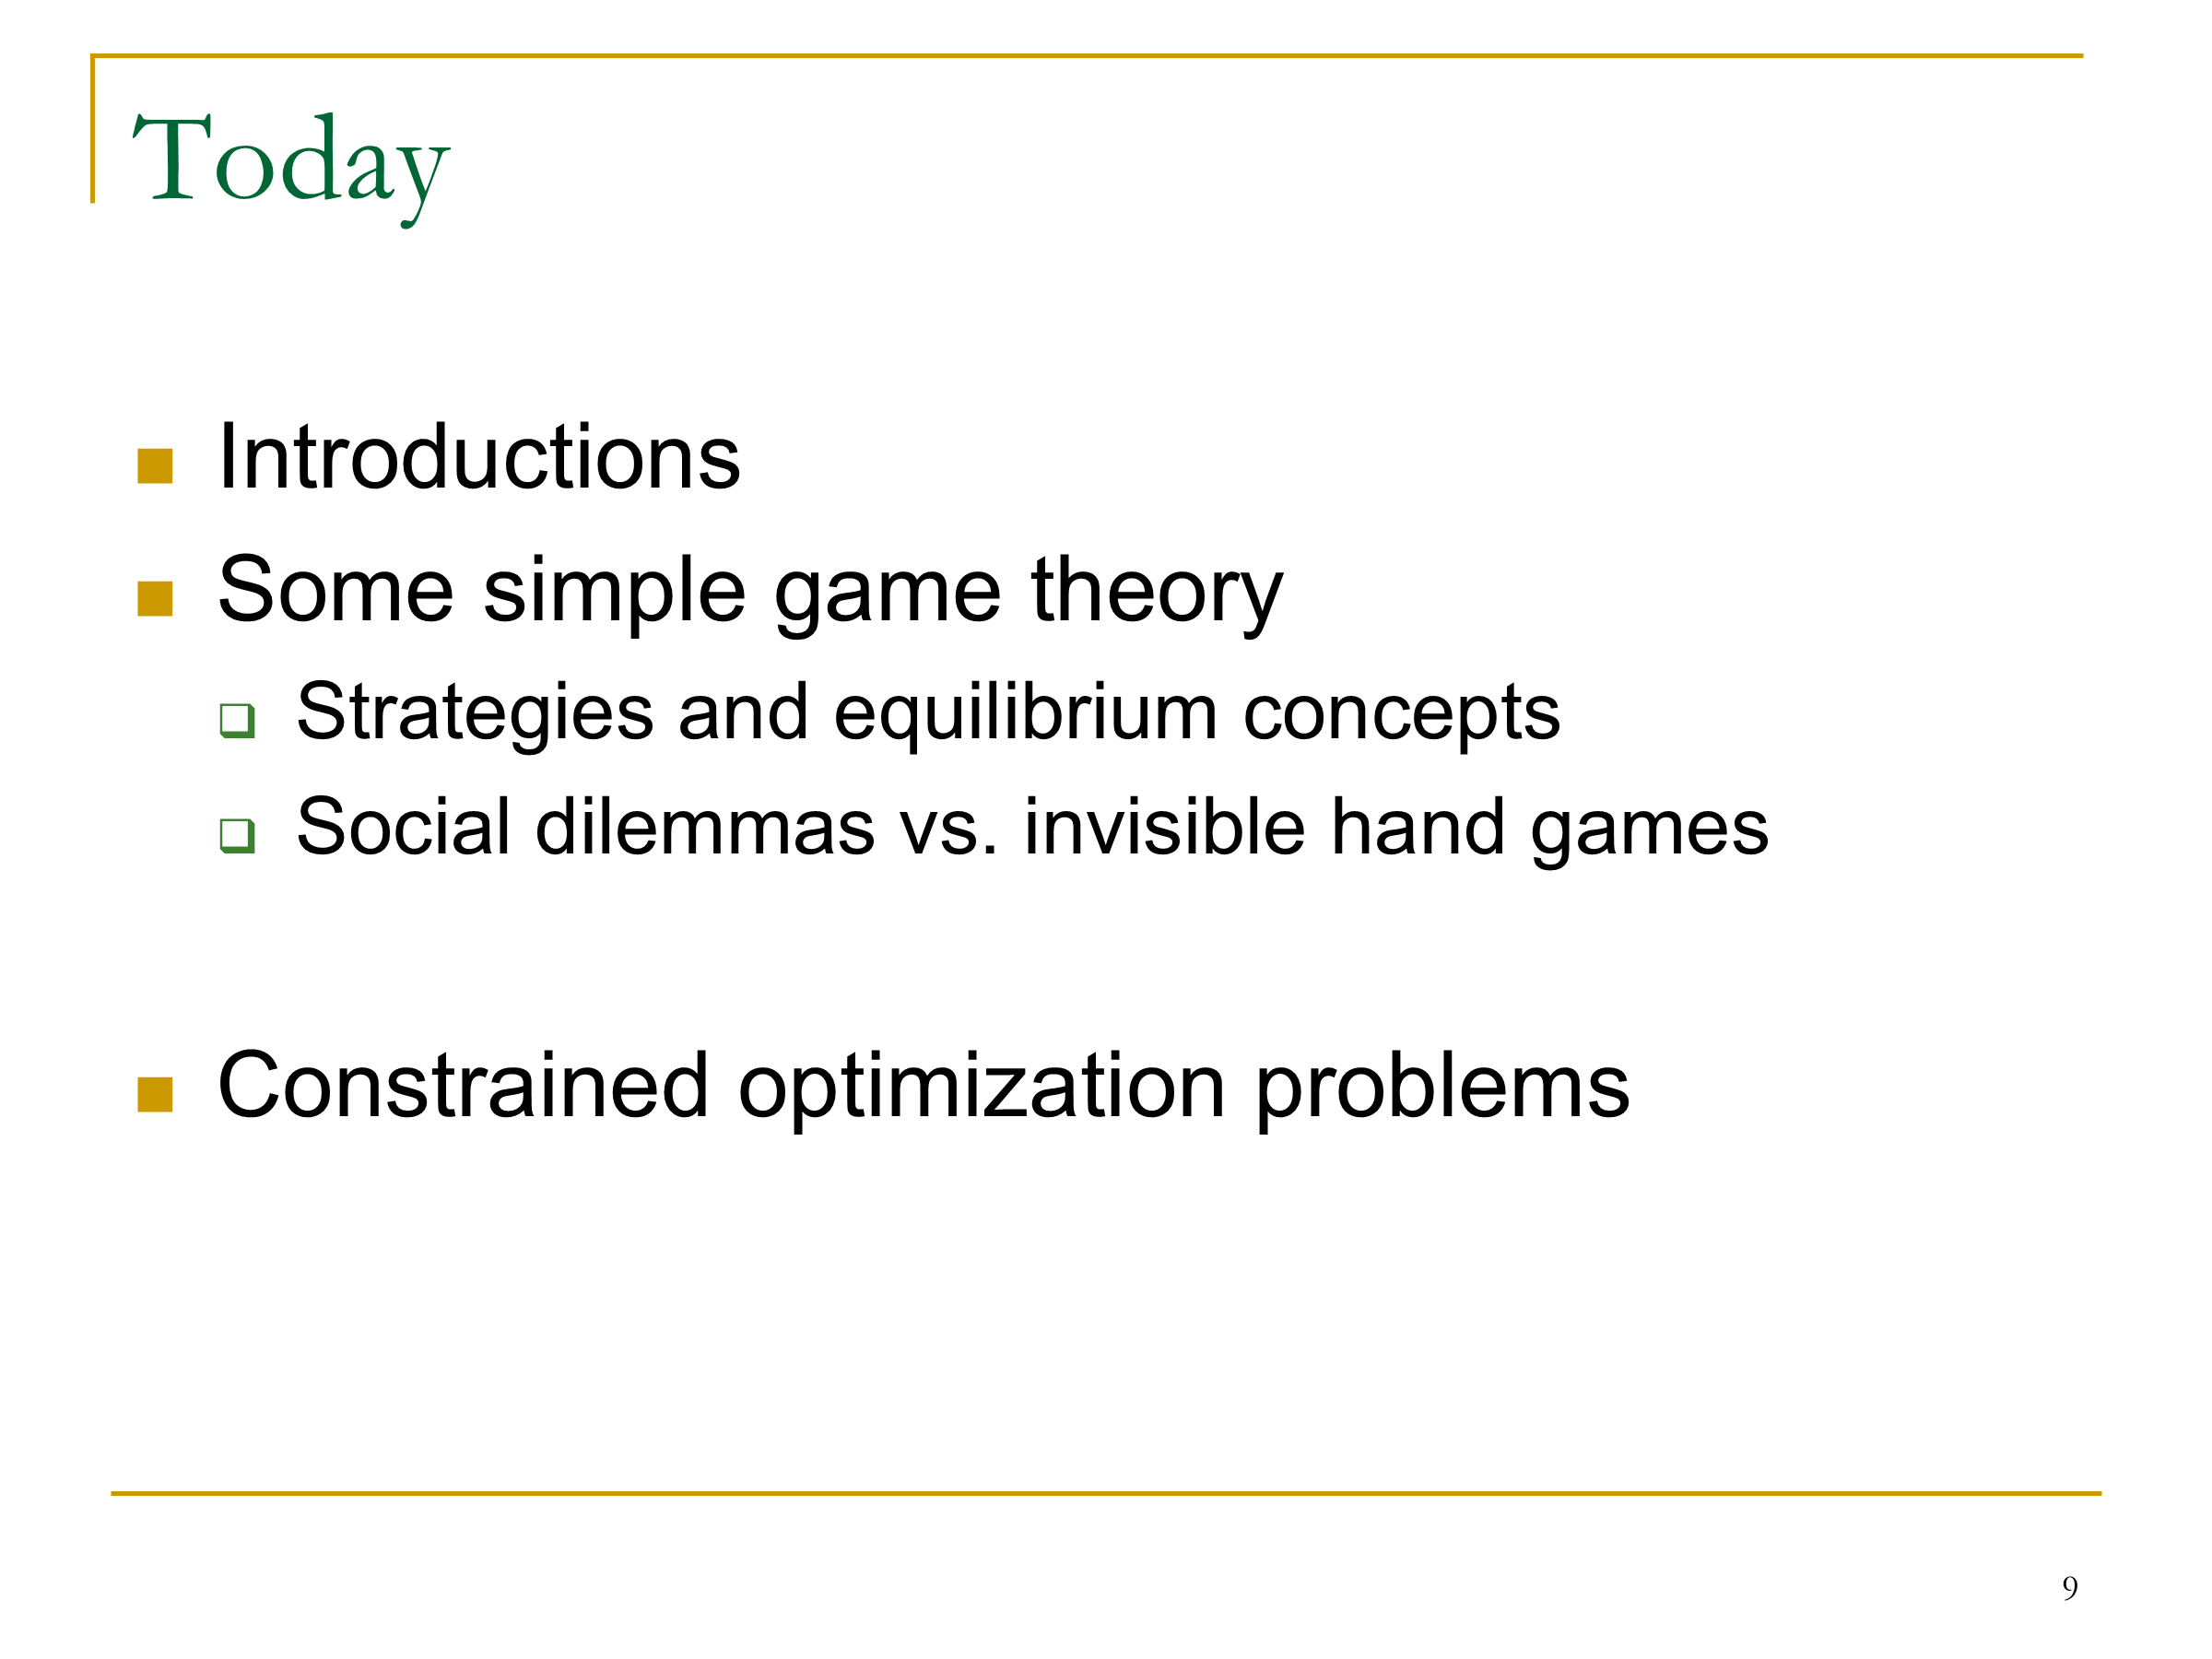 Today
Introductions
Some simple game theory
Strategies and equilibrium concepts
Social dilemmas vs. invisible hand games
Constrained optimization problems
9